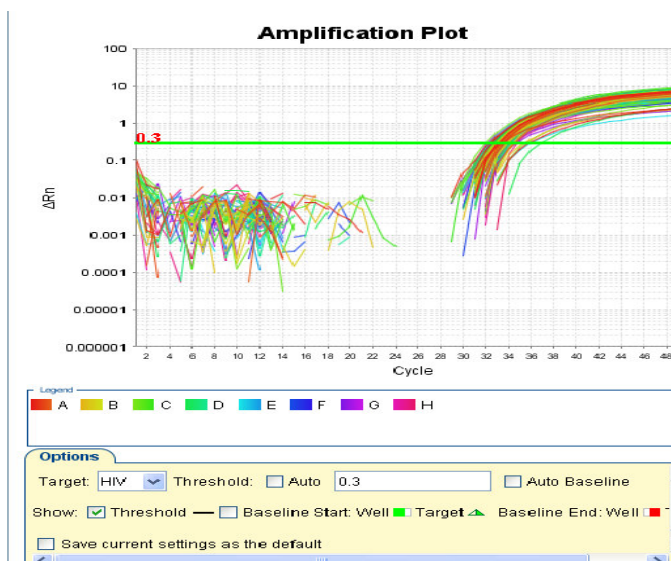 Amplification Plot
100
10
1
0.3
0.1
0.01
0.001
0.0001
0.00001
0.000001
ΔRn
2 4 6 8 10 12 14 16 18 20 22 24 26 28 30 32 34 36 38 40 42 44 46 48
Cycle
Legend
A B C D E F G H
Options
Target: HIV Threshold: Auto 0.3 Auto Baseline
Show: Threshold Baseline Start: Well Target Baseline End: Well T
Save current settings as the default